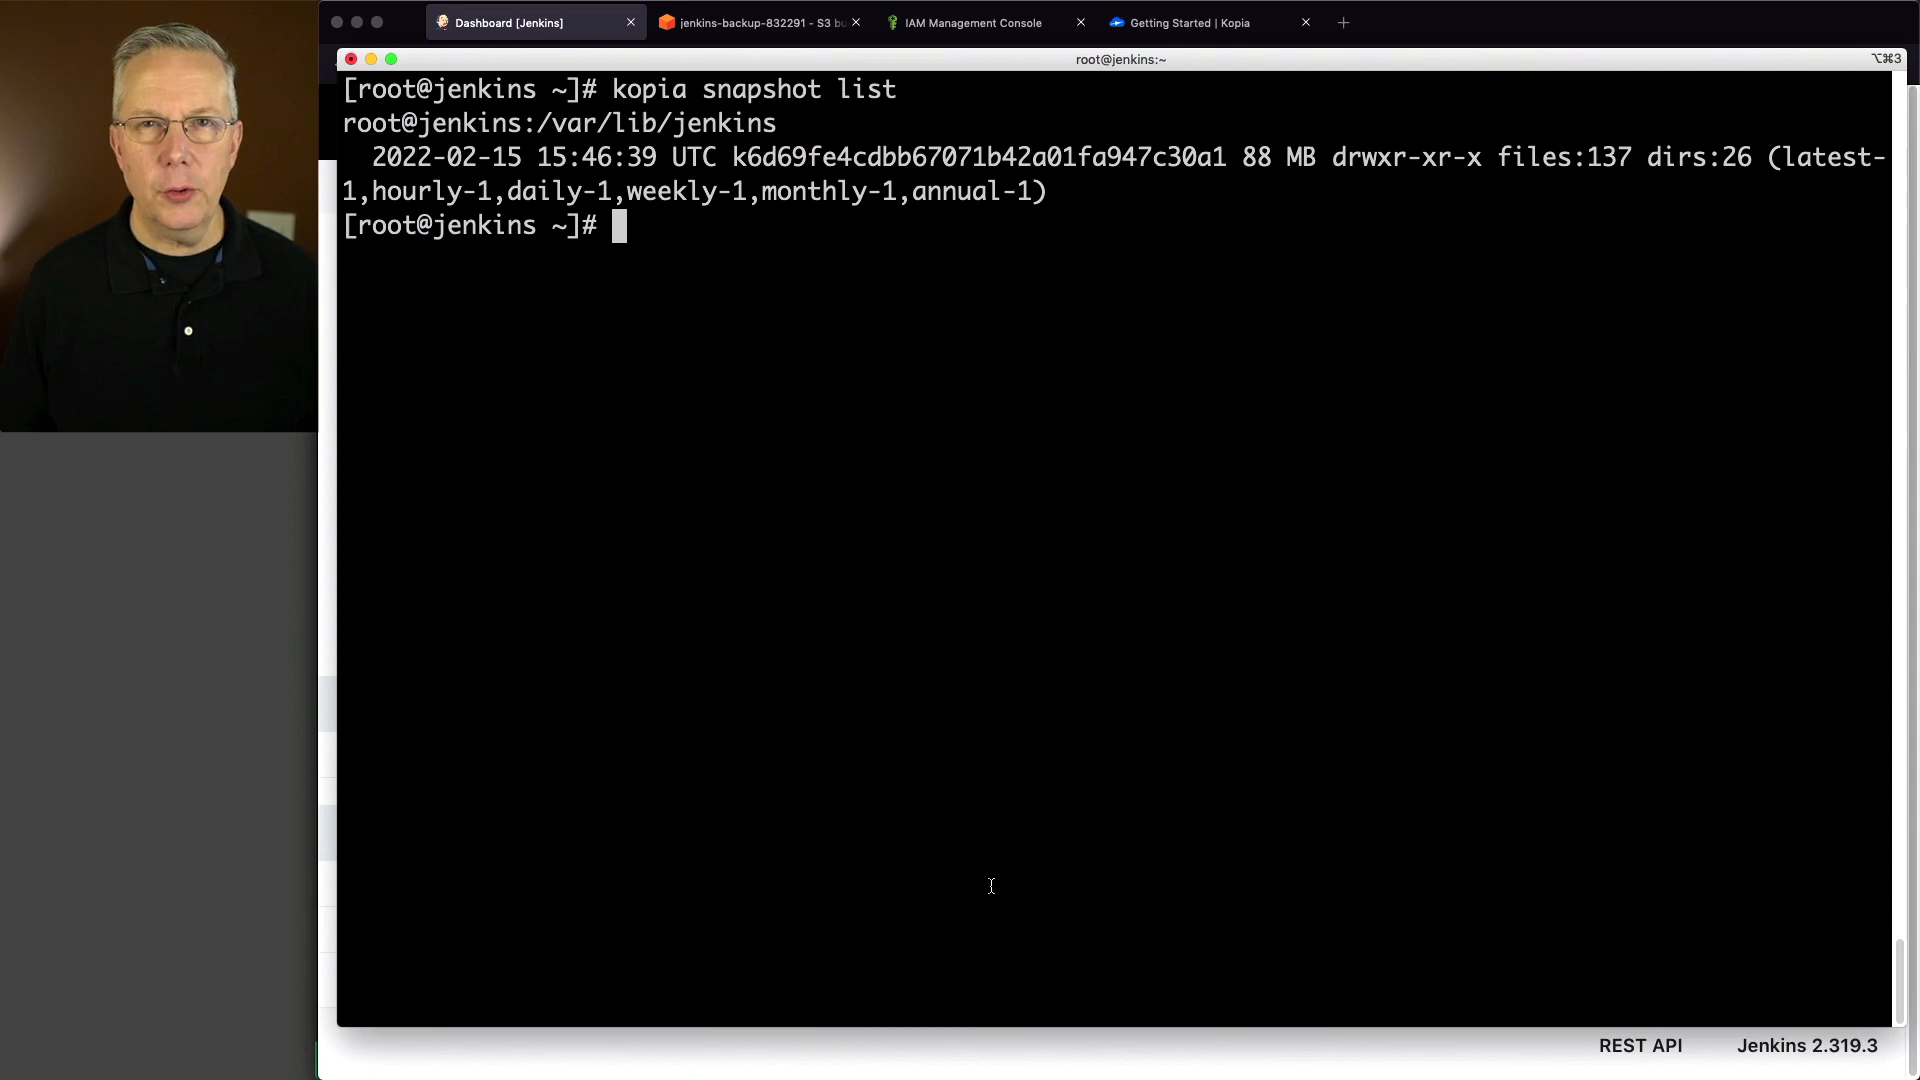 Dashboard [Jenkins]
jenkins-backup-832291 - S3 bu
IAM Management Console
Getting Started | Kopia
root@jenkins:~
⌥⌘3
[root@jenkins ~]# kopia snapshot list
root@jenkins:/var/lib/jenkins
2022-02-15 15:46:39 UTC k6d69fe4cdbb67071b42a01fa947c30a1 88 MB drwxr-xr-x files:137 dirs:26 (latest-
1,hourly-1,daily-1,weekly-1,monthly-1,annual-1)
[root@jenkins ~]#
REST API
Jenkins 2.319.3